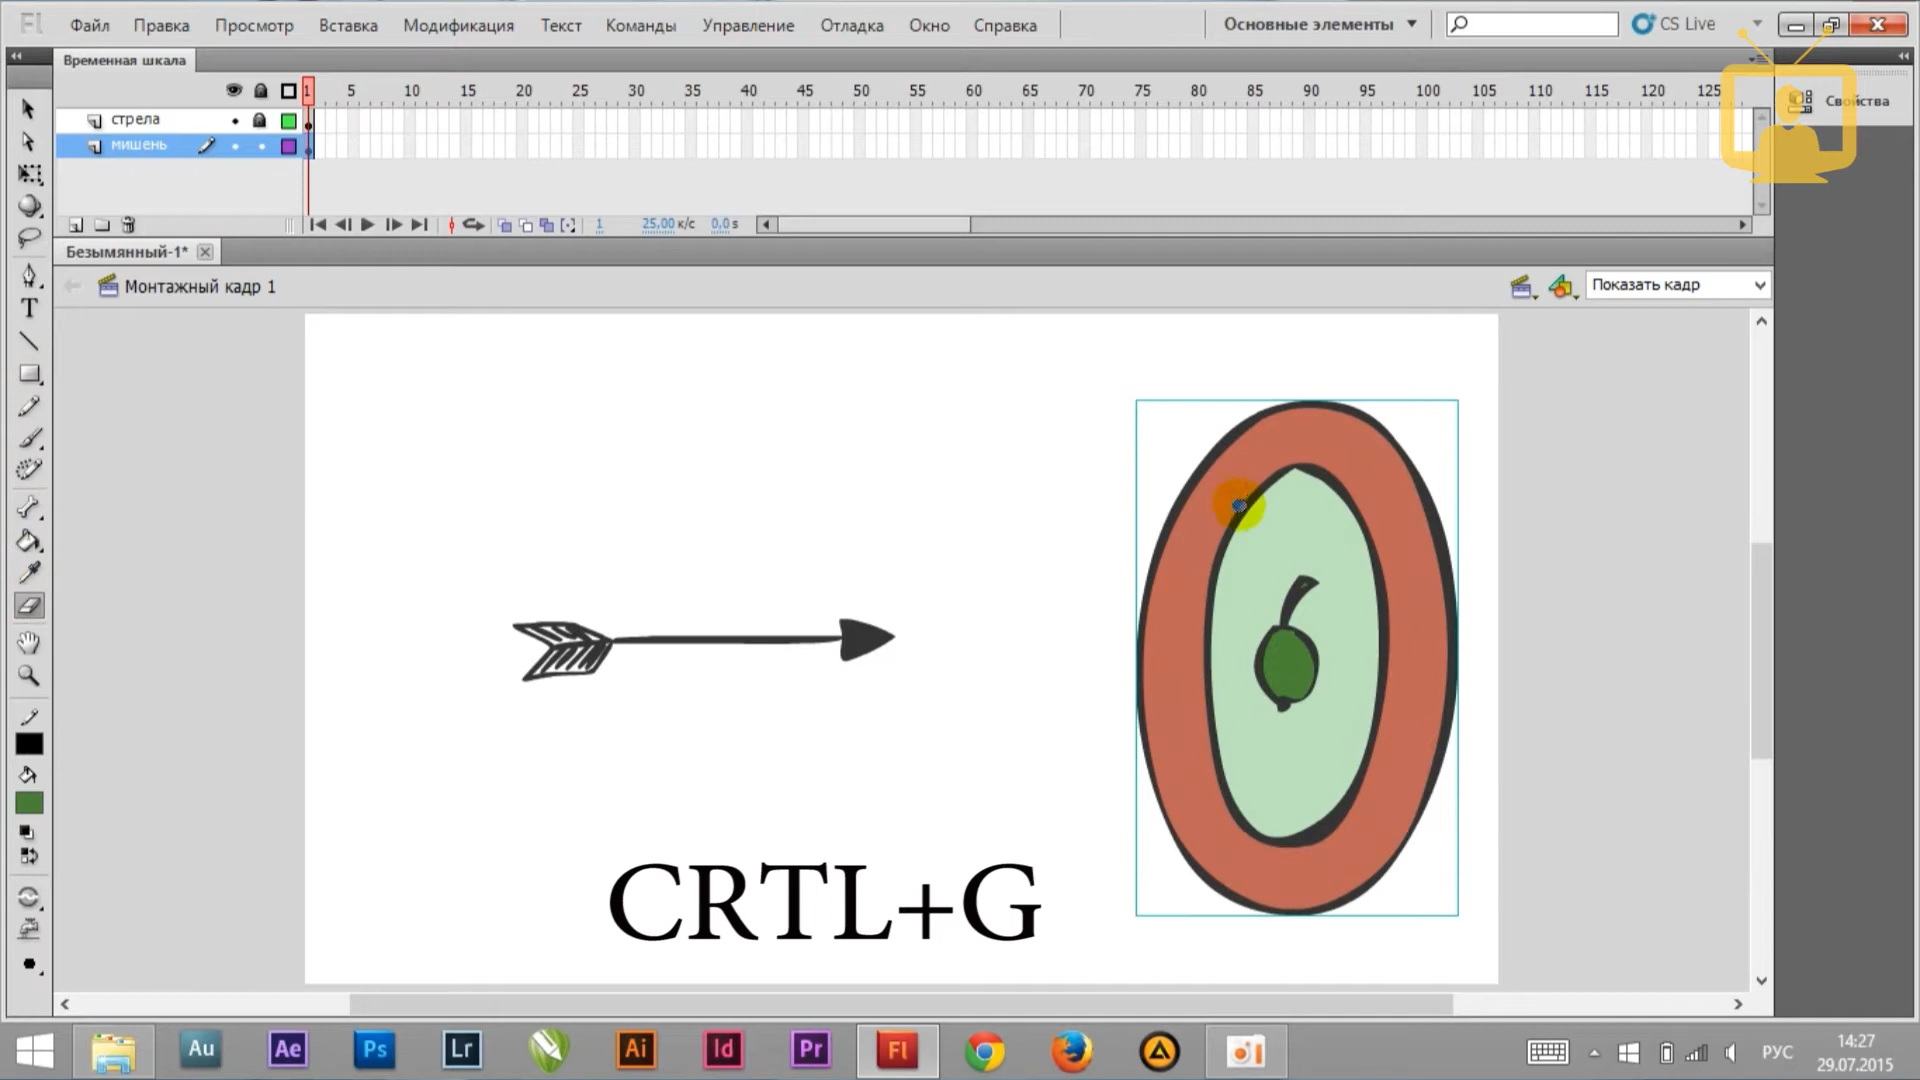 Fl Файл Правка Просмотр Вставка Модификация Текст Команды Управление Отладка Окно Справка Основные элементы CS Live
Временная шкала
Свойства
1 5 10 15 20 25 30 35 40 45 50 55 60 65 70 75 80 85 90 95 100 105 110 115 120 125
стрела
мишень
1 25,00 к/с 0,0 s
Безымянный-1*
Монтажный кадр 1
Показать кадр
T
CRTL+G
Au Ae Ps Lr Ai Id Pr Fl
РУС
14:27
29.07.2015